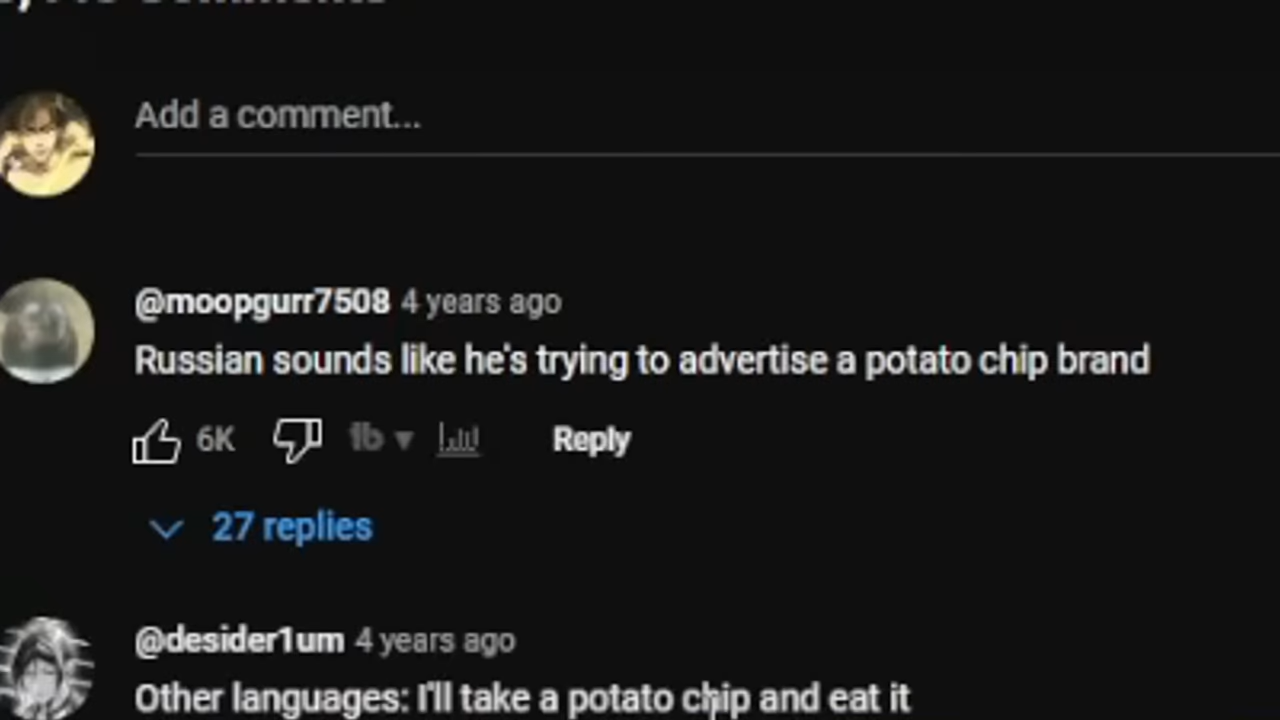 Add a comment...
@moopgurr7508 4 years ago
Russian sounds like he's trying to advertise a potato chip brand
6K Reply
27 replies
@desider1um 4 years ago
Other languages: I'll take a potato chip and eat it